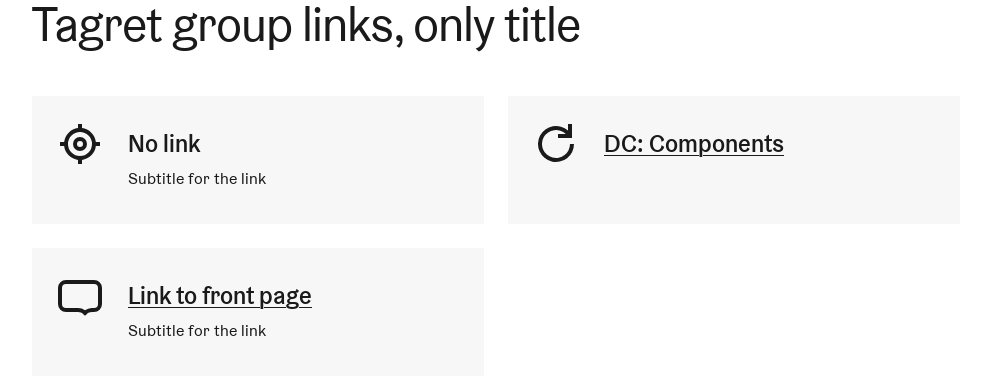 Tagret group links, only title
No link
Subtitle for the link
DC: Components
Link to front page
Subtitle for the link